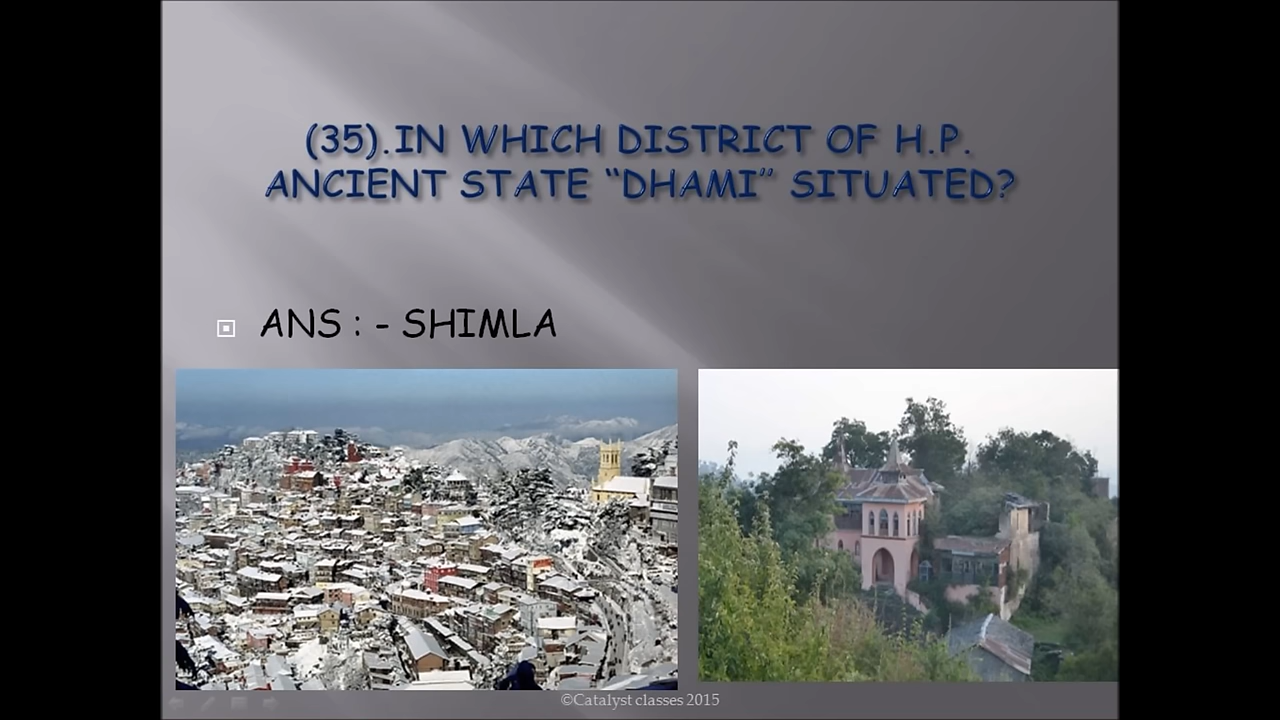 (35).IN WHICH DISTRICT OF H.P.
ANCIENT STATE “DHAMI” SITUATED?
ANS : - SHIMLA
©Catalyst classes 2015